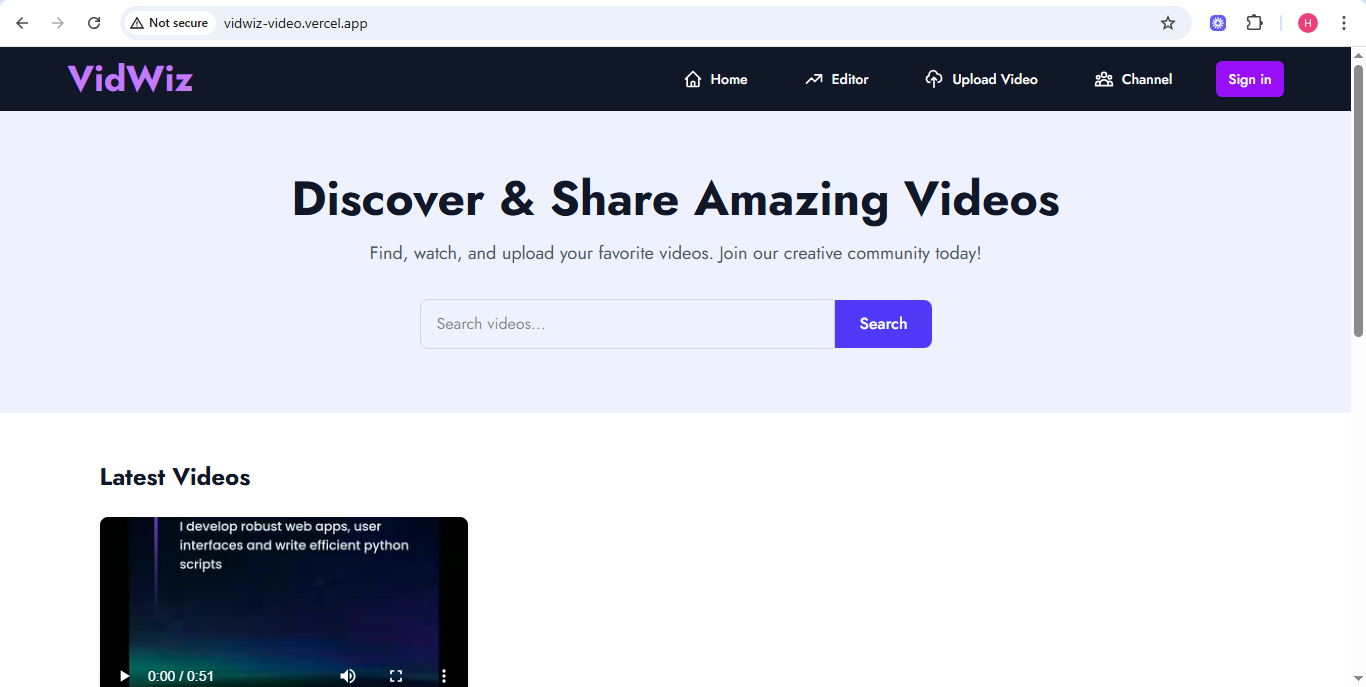 Not secure vidwiz-video.vercel.app H
VidWiz Home Editor Upload Video Channel Sign in
Discover & Share Amazing Videos
Find, watch, and upload your favorite videos. Join our creative community today!
Search videos... Search
Latest Videos
I develop robust web apps, user
interfaces and write efficient python
scripts
0:00 / 0:51